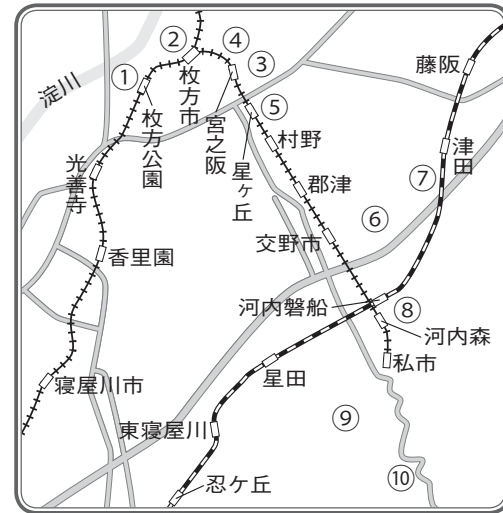 ②
④
①
③
淀川
枚方市
枚方公園
宮之阪
⑤
星ヶ丘
藤阪
村野
津田
光善寺
郡津
⑦
⑥
香里園
交野市
河内磐船
⑧
河内森
私市
星田
寝屋川市
⑨
東寝屋川
⑩
忍ケ丘